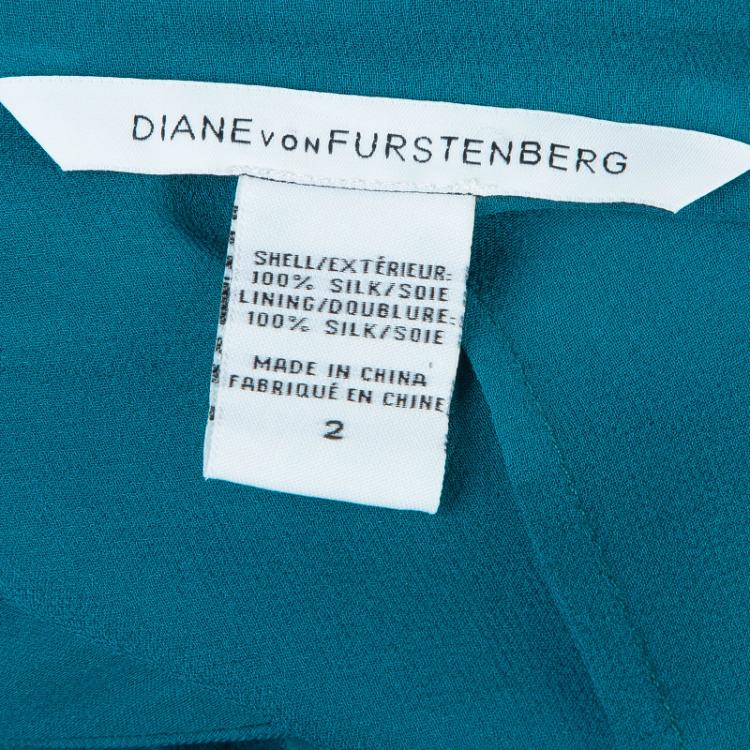 DIANE VON FURSTENBERG
SHELL/EXTÉRIEUR:
100% SILK/SOIE
LINING/DOUBLURE:
100% SILK/SOIE
MADE IN CHINA
FABRIQUÉ EN CHINE
2